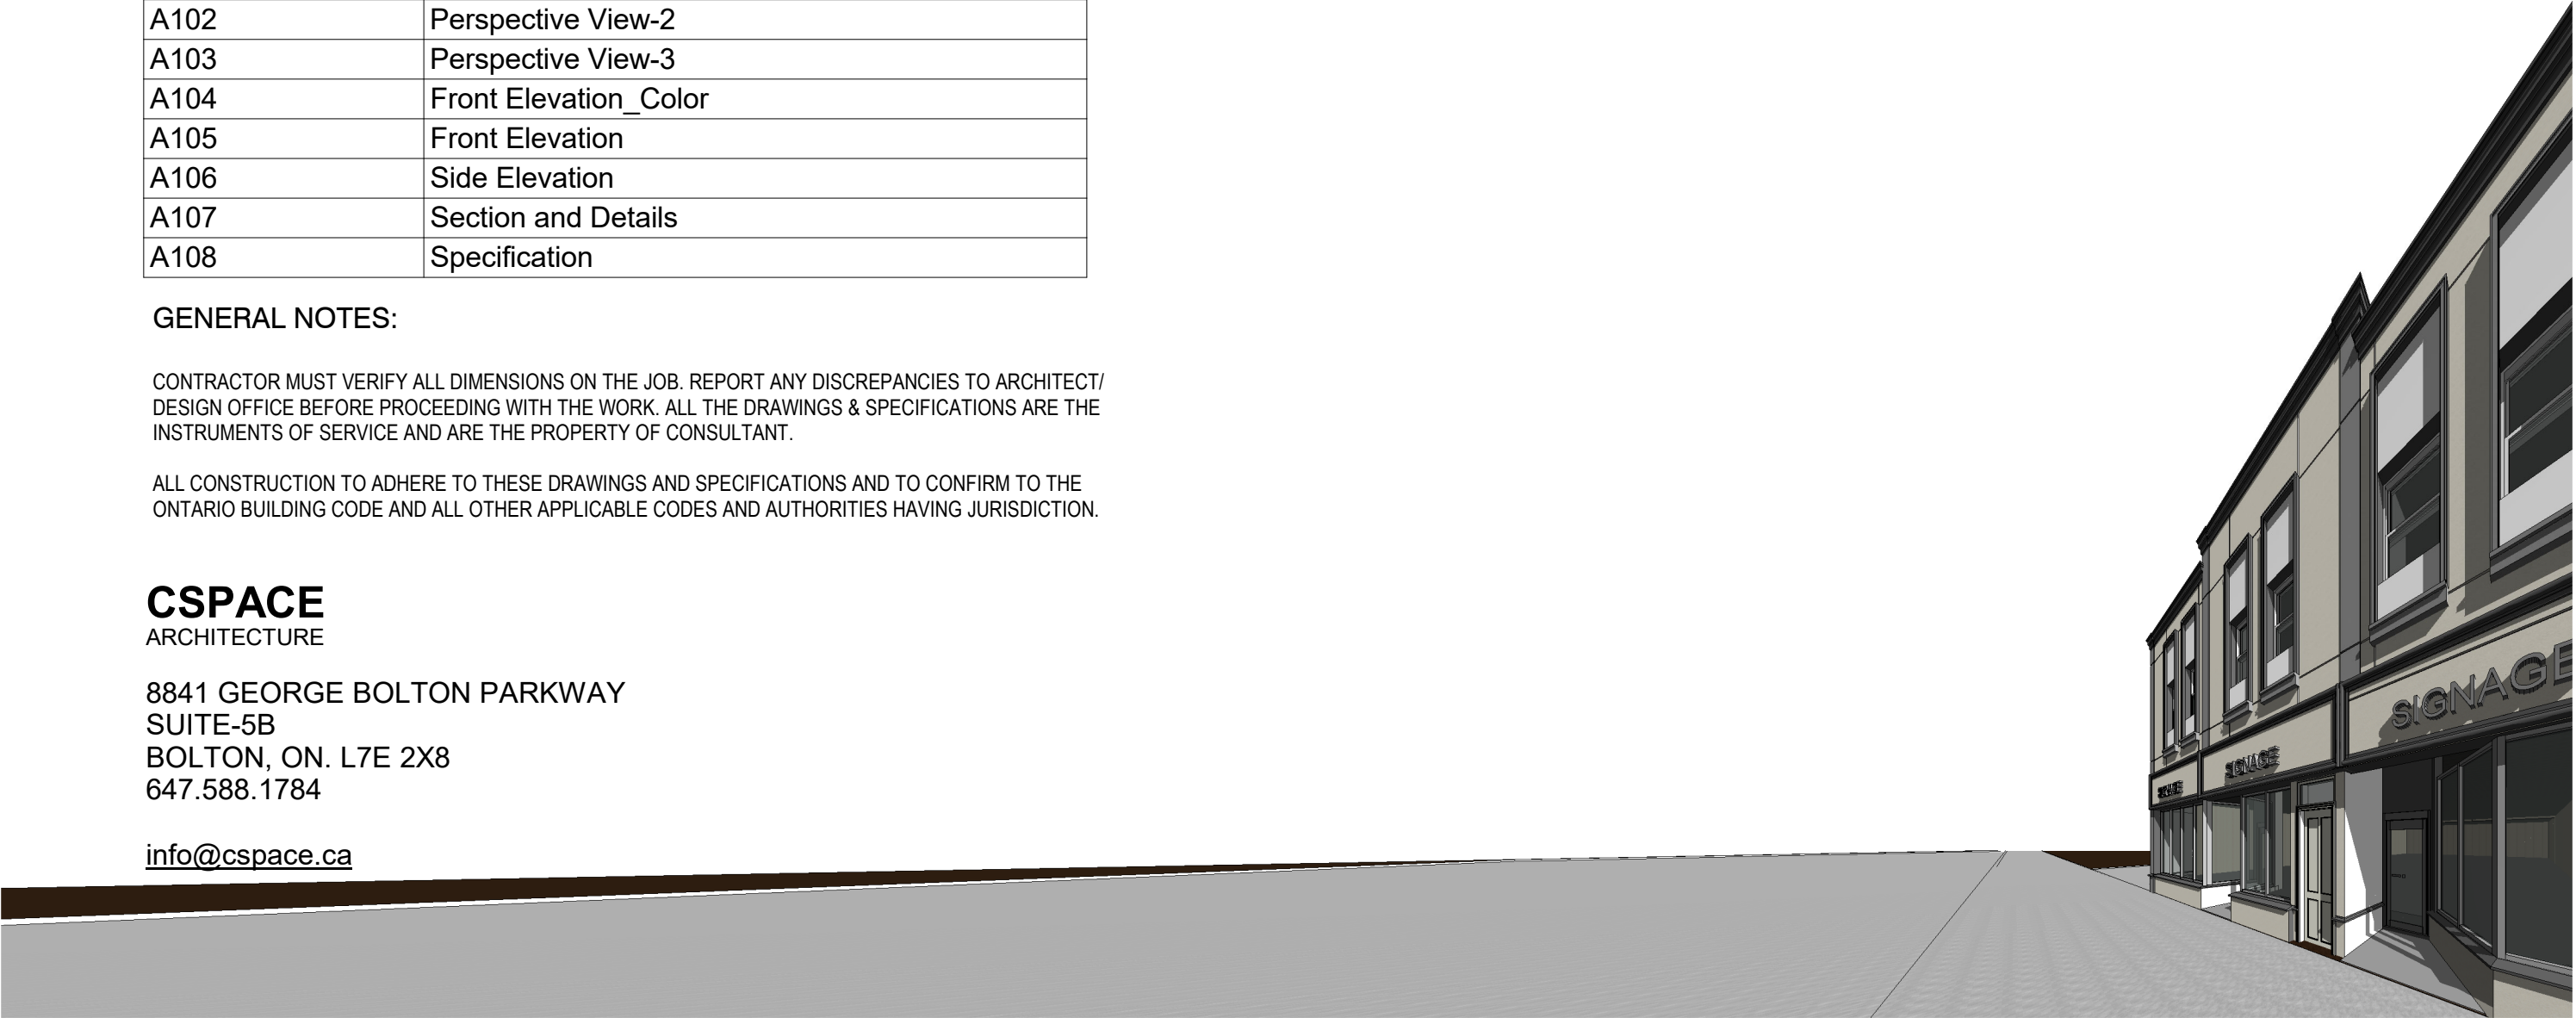 A102 Perspective View-2
A103 Perspective View-3
A104 Front Elevation_Color
A105 Front Elevation
A106 Side Elevation
A107 Section and Details
A108 Specification
GENERAL NOTES:
CONTRACTOR MUST VERIFY ALL DIMENSIONS ON THE JOB. REPORT ANY DISCREPANCIES TO ARCHITECT/
DESIGN OFFICE BEFORE PROCEEDING WITH THE WORK. ALL THE DRAWINGS & SPECIFICATIONS ARE THE
INSTRUMENTS OF SERVICE AND ARE THE PROPERTY OF CONSULTANT.
ALL CONSTRUCTION TO ADHERE TO THESE DRAWINGS AND SPECIFICATIONS AND TO CONFIRM TO THE
ONTARIO BUILDING CODE AND ALL OTHER APPLICABLE CODES AND AUTHORITIES HAVING JURISDICTION.
CSPACE
ARCHITECTURE
8841 GEORGE BOLTON PARKWAY
SUITE-5B
BOLTON, ON. L7E 2X8
647.588.1784
info@cspace.ca
SIGNAGE
SIGNAGE
SIGNAGE